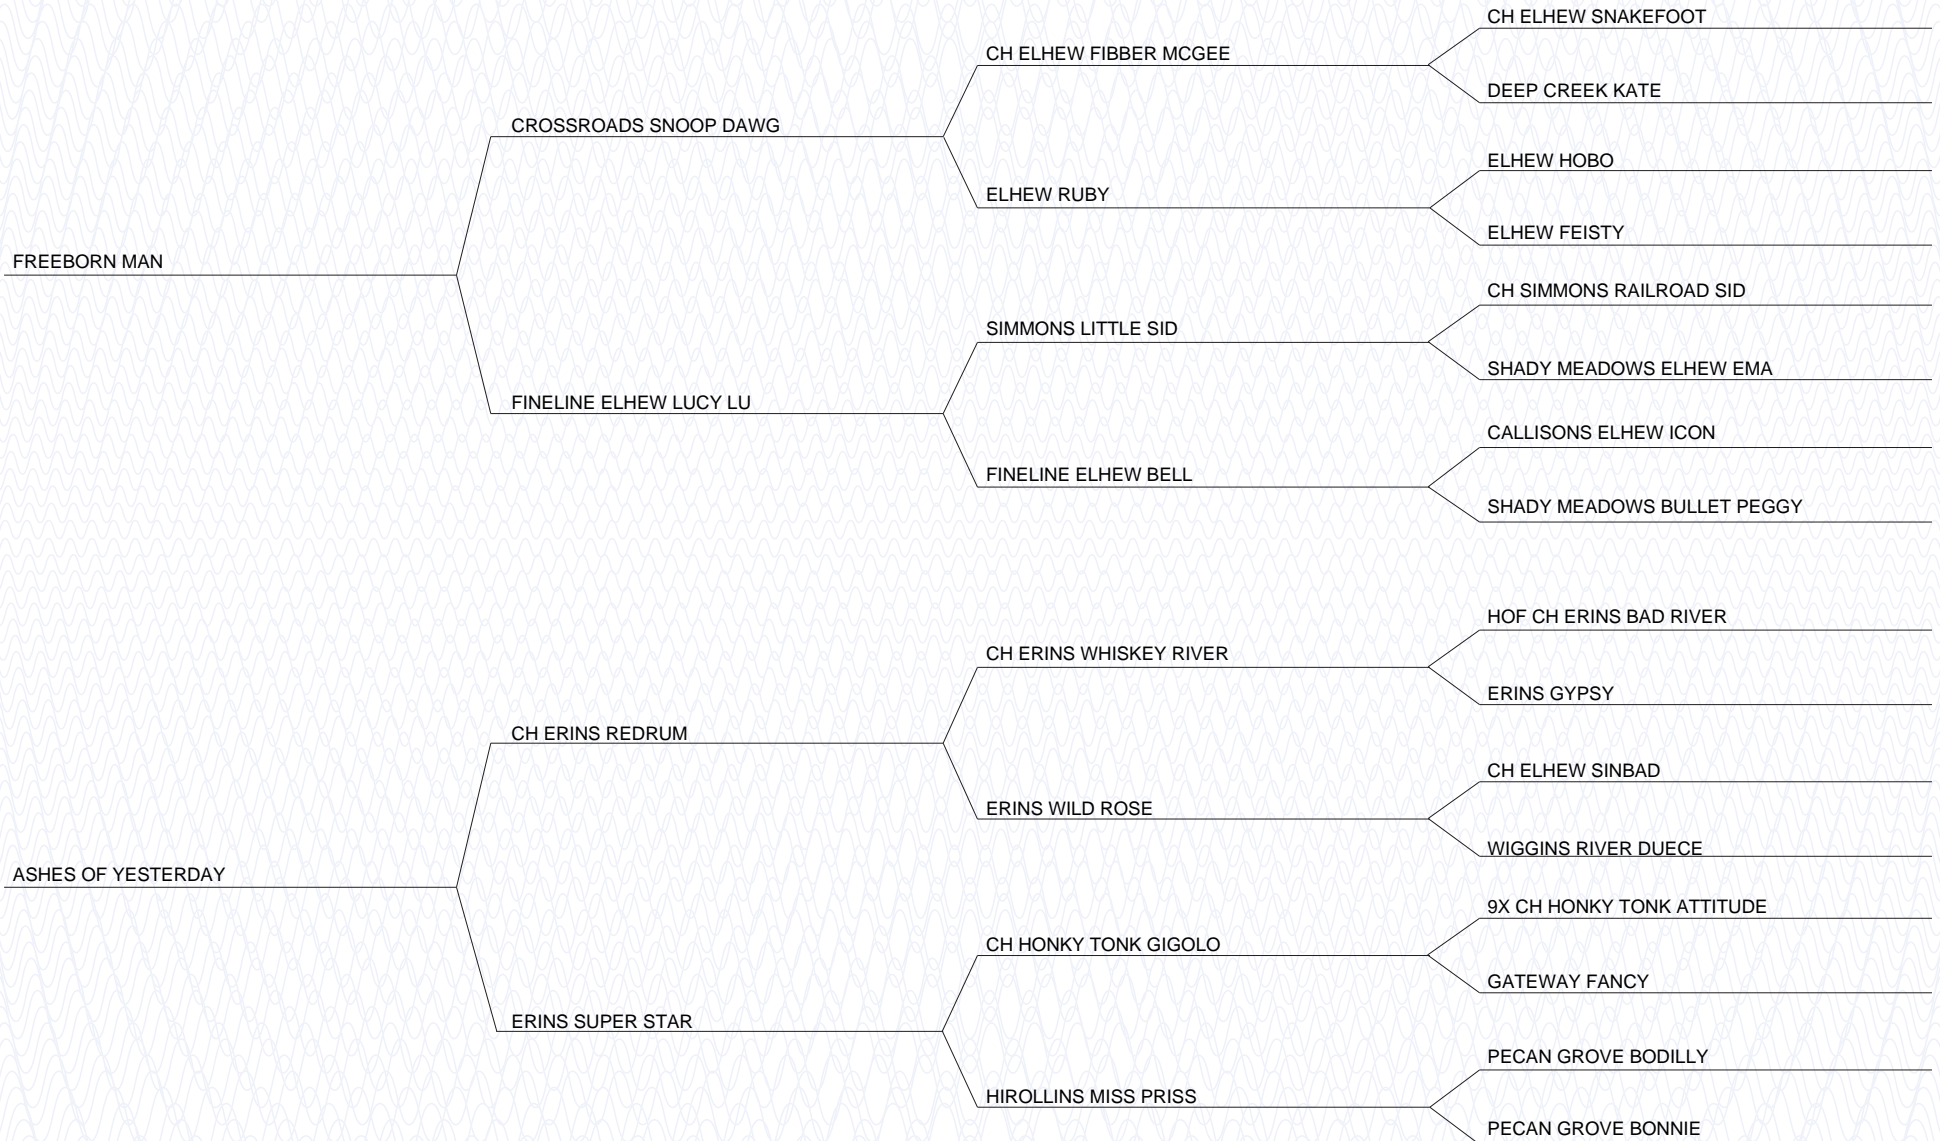 CH ELHEW SNAKEFOOT
CH ELHEW FIBBER MCGEE
DEEP CREEK KATE
CROSSROADS SNOOP DAWG
ELHEW HOBO
ELHEW RUBY
ELHEW FEISTY
FREEBORN MAN
CH SIMMONS RAILROAD SID
SIMMONS LITTLE SID
SHADY MEADOWS ELHEW EMA
FINELINE ELHEW LUCY LU
CALLISONS ELHEW ICON
FINELINE ELHEW BELL
SHADY MEADOWS BULLET PEGGY
HOF CH ERINS BAD RIVER
CH ERINS WHISKEY RIVER
ERINS GYPSY
CH ERINS REDRUM
CH ELHEW SINBAD
ERINS WILD ROSE
WIGGINS RIVER DUECE
ASHES OF YESTERDAY
9X CH HONKY TONK ATTITUDE
CH HONKY TONK GIGOLO
GATEWAY FANCY
ERINS SUPER STAR
PECAN GROVE BODILLY
HIROLLINS MISS PRISS
PECAN GROVE BONNIE